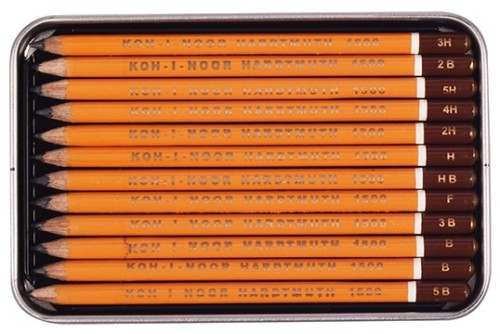 KOH-I-NOOR HARDTMUTH 1500 3H
KOH-I-NOOR HARDTMUTH 1500 2B
KOH-I-NOOR HARDTMUTH 1500 5H
KOH-I-NOOR HARDTMUTH 1500 4H
KOH-I-NOOR HARDTMUTH 1500 2H
KOH-I-NOOR HARDTMUTH 1500 H
KOH-I-NOOR HARDTMUTH 1500 HB
KOH-I-NOOR HARDTMUTH 1500 F
KOH-I-NOOR HARDTMUTH 1500 3B
KOH-I-NOOR HARDTMUTH 1500 B
KOH-I-NOOR HARDTMUTH 1500 B
KOH-I-NOOR HARDTMUTH 1500 5B